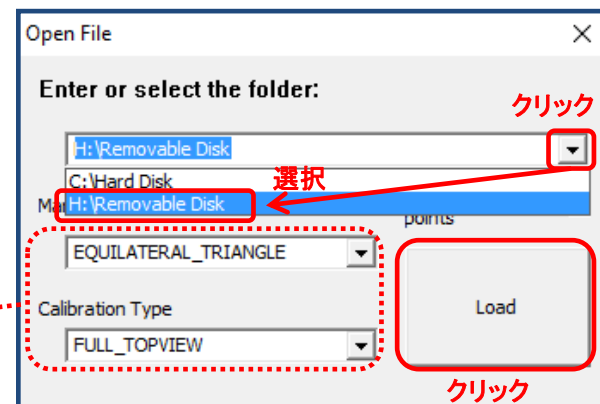 Open File
Enter or select the folder:
クリック
H:\Removable Disk
選択
C:\Hard Disk
H:\Removable Disk
points
EQUILATERAL_TRIANGLE
Calibration Type
Load
FULL_TOPVIEW
クリック